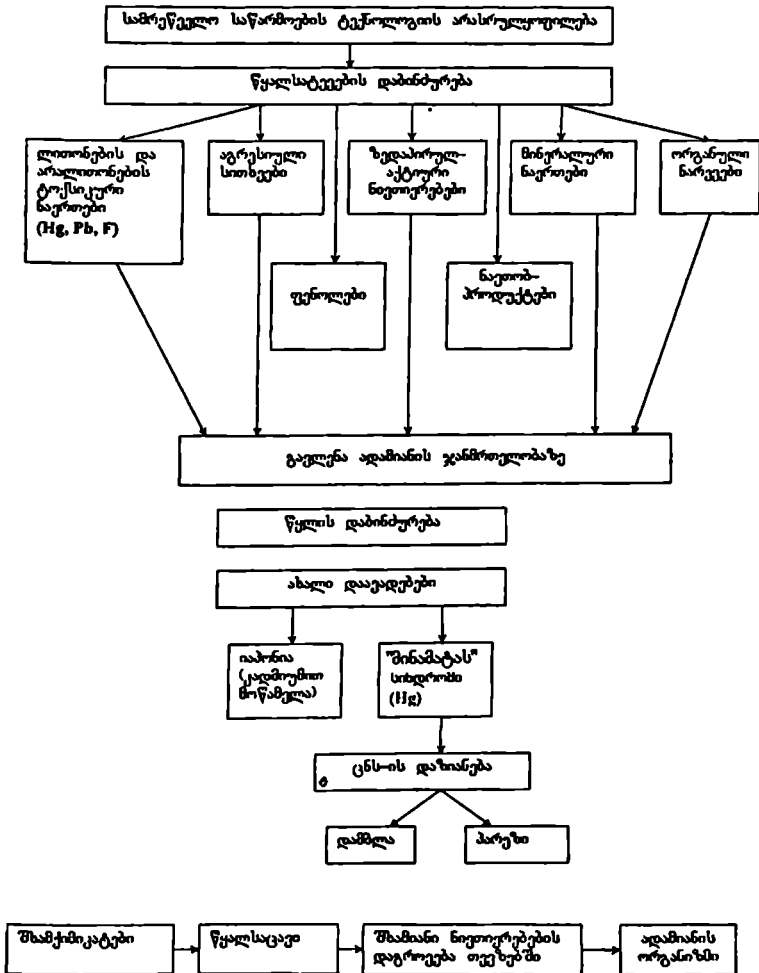 სამრეწველო საწარმოების ტექნოლოგიის არასრულყოფილება
წყალსატევების დაბინძურება
ლითონების და
არალითონების
ტოქსიკური
ნაერთები
(Hg, Pb, F)
აგრესიული
სითხეები
ზედაპირულ-
აქტიური
ნივთიერებები
მინერალური
ნაერთები
ორგანული
ნარევები
ფენოლები
ნავთობ-
პროდუქტები
გავლენა ადამიანის ჯანმრთელობაზე
წყლის დაბინძურება
ახალი დაავადებები
იაპონია
(კადმიუმით
მოწამვლა)
"მინამატას"
სინდრომი
(Hg)
ცნს-ის დაზიანება
დამბლა
პარეზი
შხამქიმიკატები
წყალსაცავი
შხამიანი ნივთიერებების
დაგროვება თევზებში
ადამიანის
ორგანიზმი